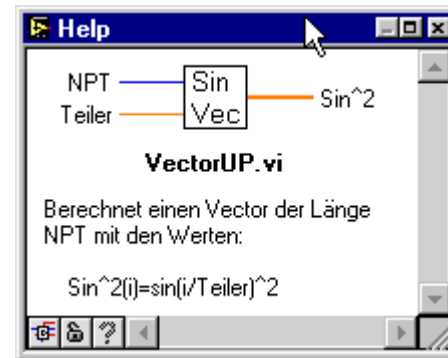 Help
NPT
Sin
Vec
Teiler
Sin^2
VectorUP.vi
Berechnet einen Vector der Länge
NPT mit den Werten:
Sin^2(i)=sin(i/Teiler)^2
?